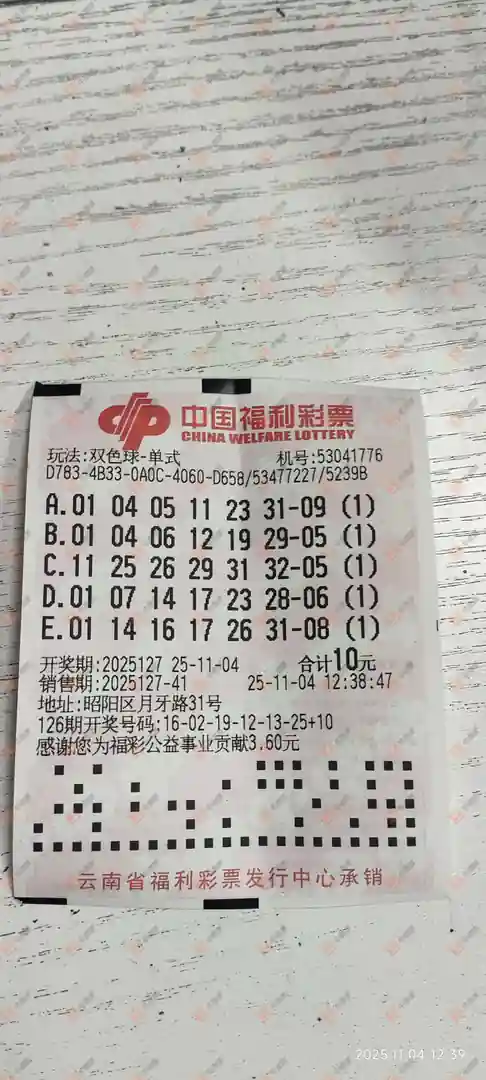 中国福利彩票
CHINA WELFARE LOTTERY
玩法:双色球-单式 机号:53041776
D783-4B33-0A0C-4060-D658/53477227/5239B
A.01 04 05 11 23 31-09 (1)
B.01 04 06 12 19 29-05 (1)
C.11 25 26 29 31 32-05 (1)
D.01 07 14 17 23 28-06 (1)
E.01 14 16 17 26 31-08 (1)
开奖期:2025127 25-11-04 合计10元
销售期:2025127-41 25-11-04 12:38:47
地址:昭阳区月牙路31号
126期开奖号码:16-02-19-12-13-25+10
感谢您为福彩公益事业贡献3.60元
云南省福利彩票发行中心承销
2025.11.04 12:39